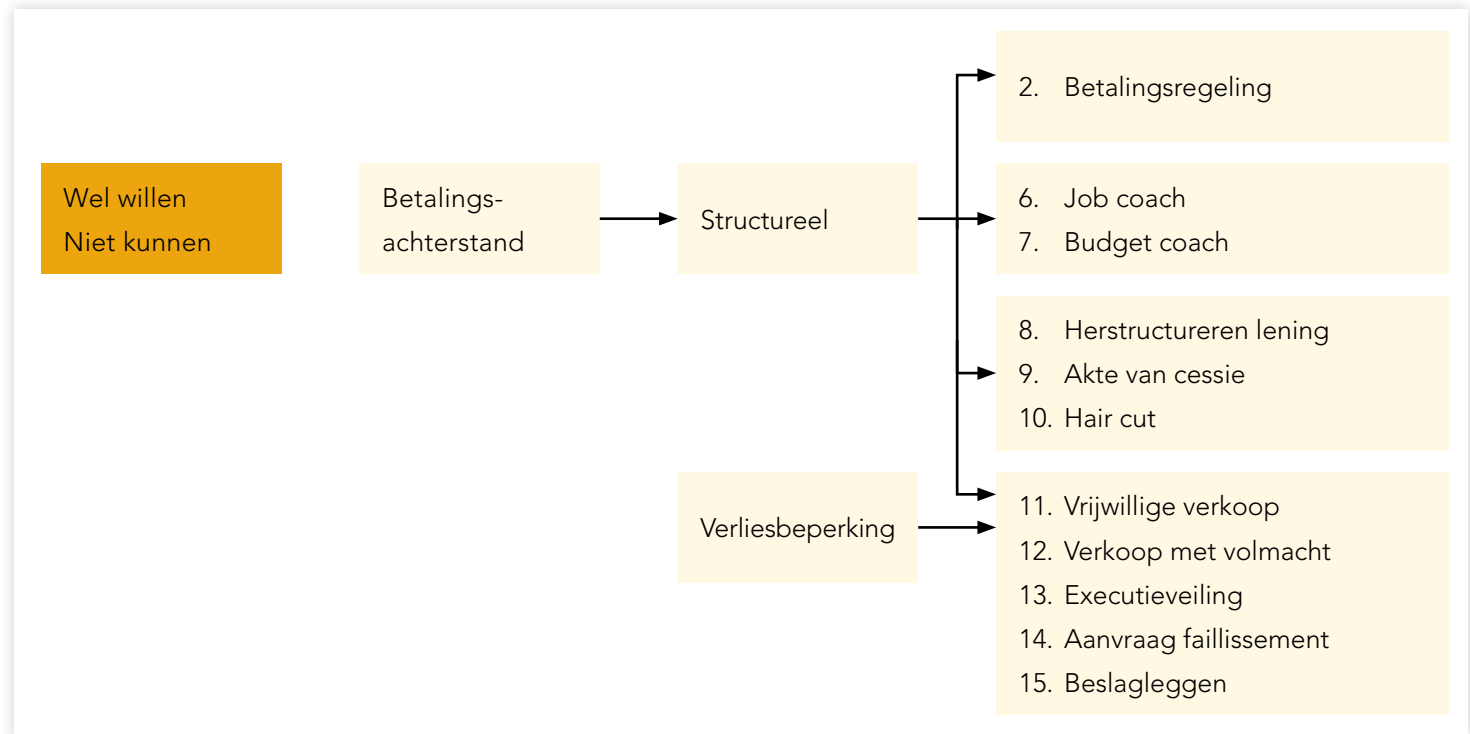 Wel willen
Niet kunnen
Betalings-
achterstand
Structureel
2. Betalingsregeling
6. Job coach
7. Budget coach
8. Herstructureren lening
9. Akte van cessie
10. Hair cut
Verliesbeperking
11. Vrijwillige verkoop
12. Verkoop met volmacht
13. Executieveiling
14. Aanvraag faillissement
15. Beslagleggen